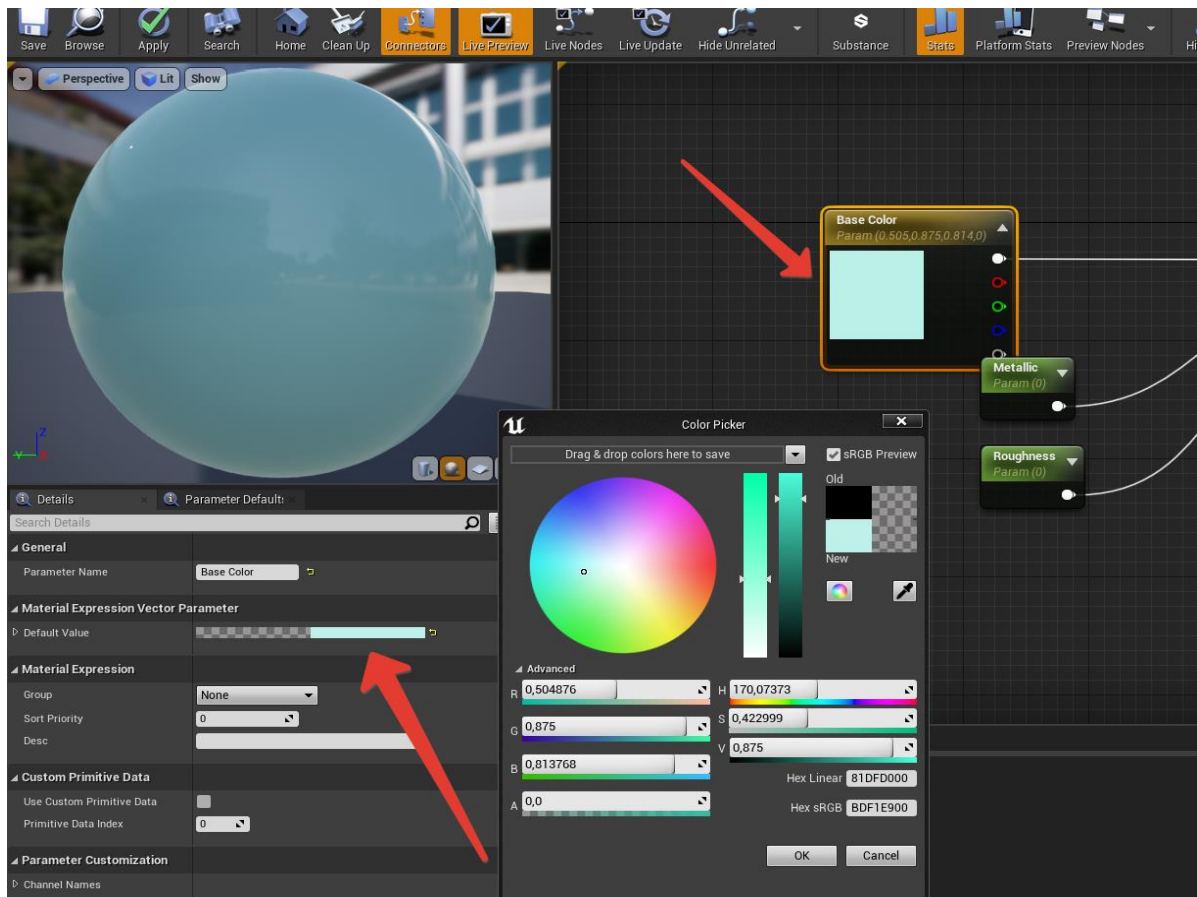 Save Browse Apply Search Home Clean Up Connectors Live Preview Live Nodes Live Update Hide Unrelated Substance Stats Platform Stats Preview Nodes
Perspective Lit Show
Base Color
Param (0.505,0.875,0.814,0)
Metallic
Param (0)
Roughness
Param (0)
Z
Y X
Details Parameter Defaults
Search Details
General
Parameter Name Base Color
Material Expression Vector Parameter
Default Value
Material Expression
Group None
Sort Priority 0
Desc
Custom Primitive Data
Use Custom Primitive Data
Primitive Data Index 0
Parameter Customization
Channel Names
Color Picker
Drag & drop colors here to save
sRGB Preview
Old
New
Advanced
R 0,504876 H 170,07373
G 0,875 S 0,422999
B 0,813768 V 0,875
A 0,0
Hex Linear 81DFD000
Hex sRGB BDF1E900
OK Cancel